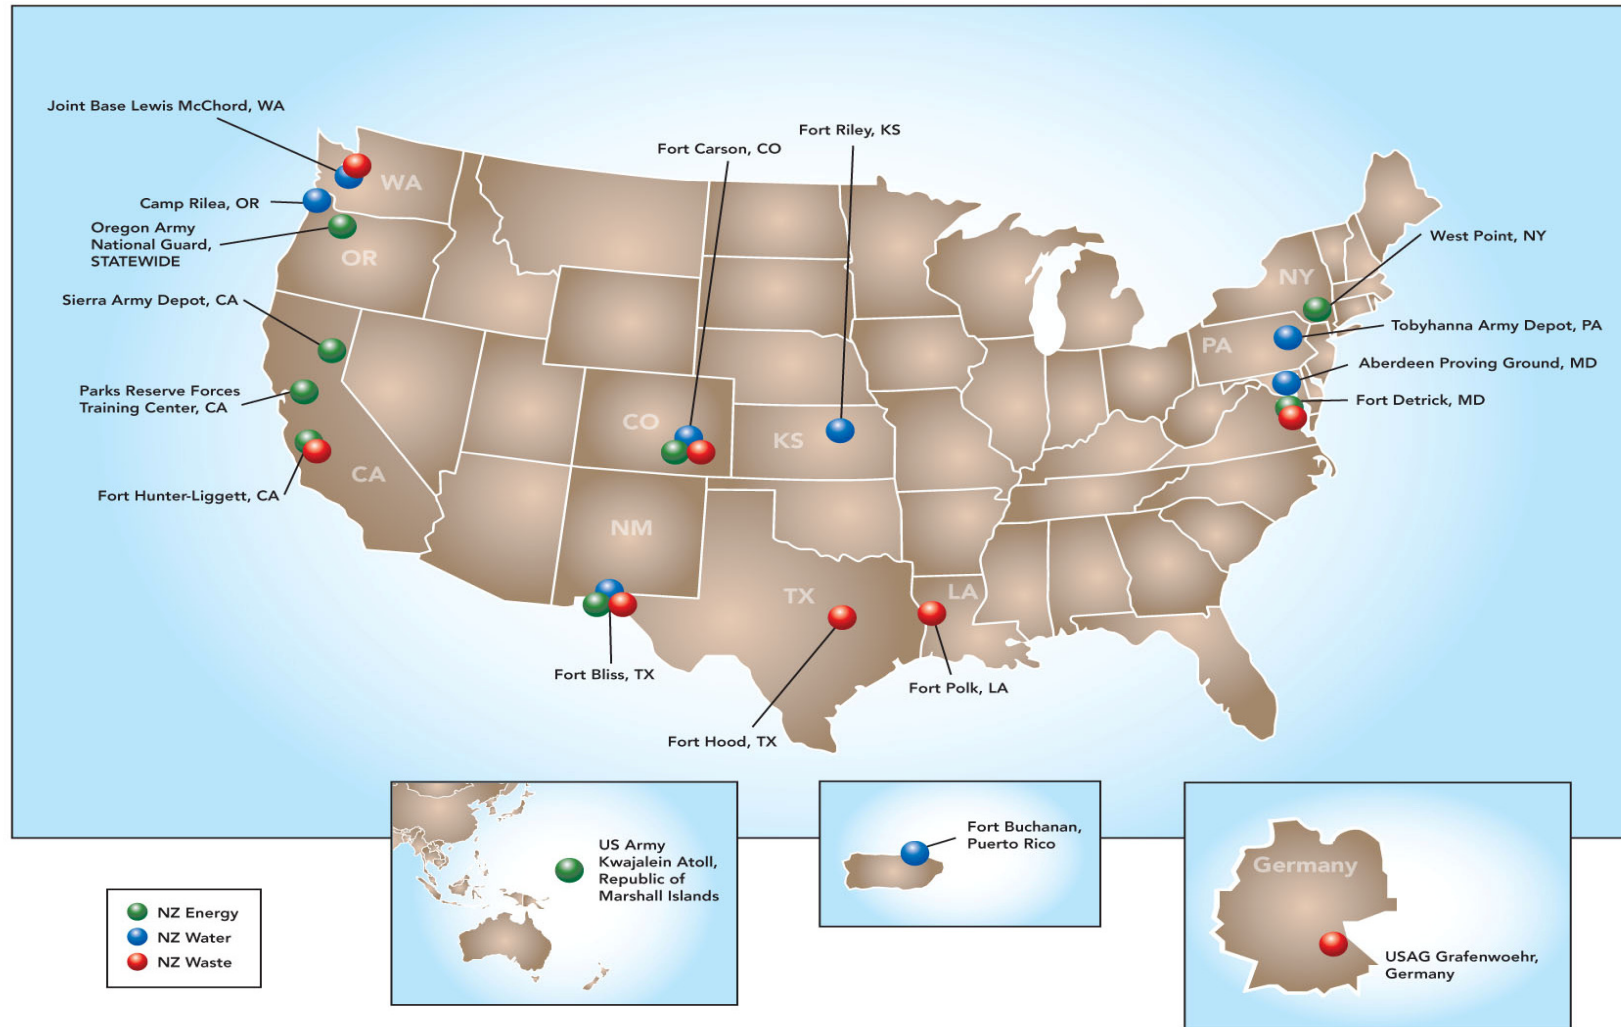 Joint Base Lewis McChord, WA
Fort Riley, KS
Fort Carson, CO
WA
Camp Rilea, OR
Oregon Army
National Guard,
STATEWIDE
OR
West Point, NY
NY
Sierra Army Depot, CA
Tobyhanna Army Depot, PA
PA
Aberdeen Proving Ground, MD
Parks Reserve Forces
Training Center, CA
Fort Detrick, MD
CO
KS
CA
Fort Hunter-Liggett, CA
NM
TX
LA
Fort Bliss, TX
Fort Polk, LA
Fort Hood, TX
US Army
Kwajalein Atoll,
Republic of
Marshall Islands
Fort Buchanan,
Puerto Rico
Germany
USAG Grafenwoehr,
Germany
NZ Energy
NZ Water
NZ Waste